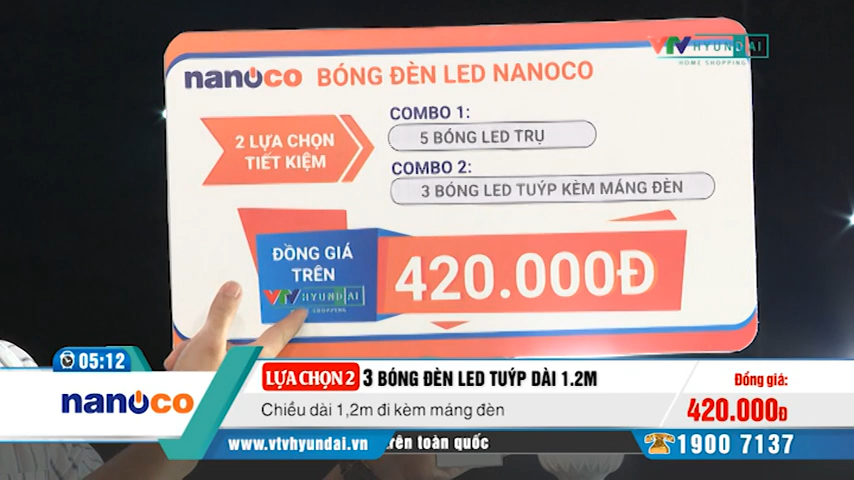 VTV HYUNDAI
HOME SHOPPING
nanoco BÓNG ĐÈN LED NANOCO
2 LỰA CHỌN
TIẾT KIỆM
COMBO 1:
5 BÓNG LED TRỤ
COMBO 2:
3 BÓNG LED TUÝP KÈM MÁNG ĐÈN
ĐỒNG GIÁ
TRÊN
VTV HYUNDAI
HOME SHOPPING
420.000Đ
05:12
nanoco
LỰA CHỌN 2 3 BÓNG ĐÈN LED TUÝP DÀI 1.2M
Chiều dài 1,2m đi kèm máng đèn
Đồng giá:
420.000Đ
www.vtvhyundai.vn
trên toàn quốc
1900 7137